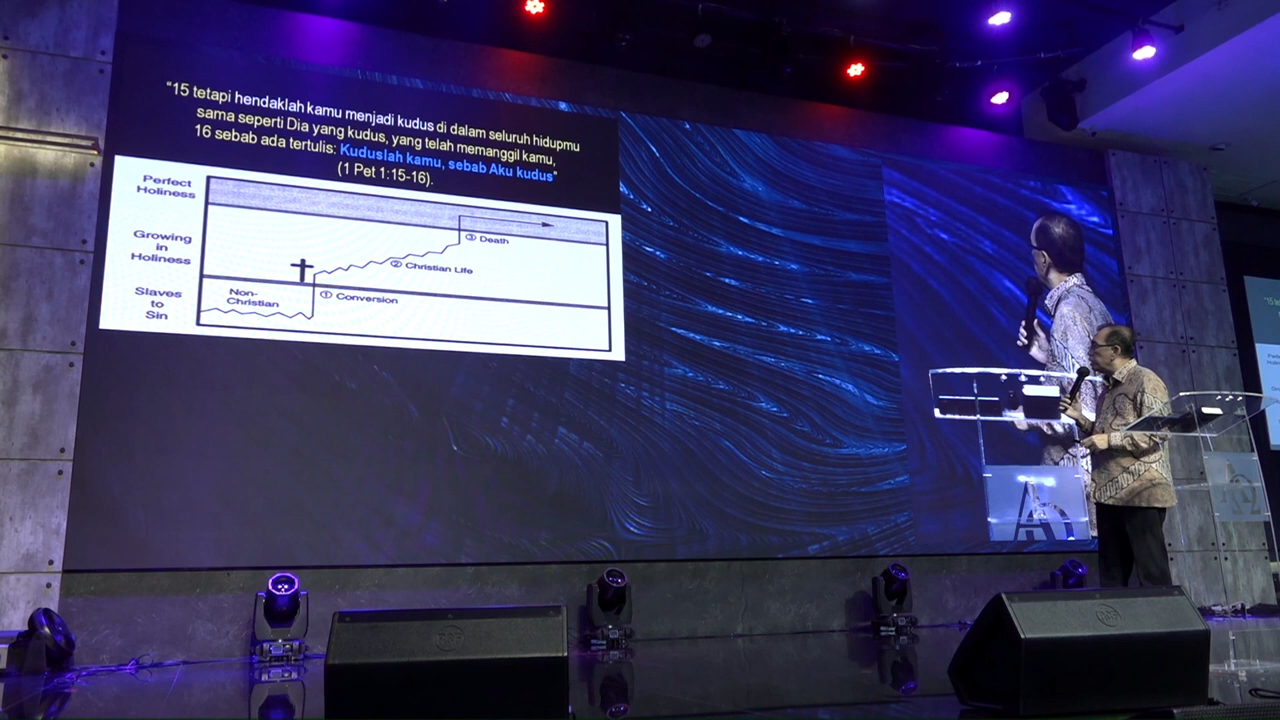 “15 tetapi hendaklah kamu menjadi kudus di dalam seluruh hidupmu
sama seperti Dia yang kudus, yang telah memanggil kamu,
16 sebab ada tertulis: Kuduslah kamu, sebab Aku kudus”
(1 Pet 1:15-16).
Perfect
Holiness
Growing
in
Holiness
Slaves
to
Sin
Non-
Christian
① Conversion
② Christian Life
③ Death
RCF
RCF